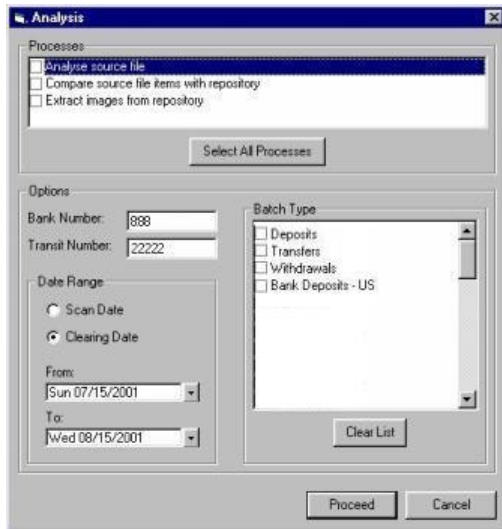 Analysis
Processes
Analyse source file
Compare source file items with repository
Extract images from repository
Select All Processes
Options
Bank Number: 888
Transit Number: 22222
Date Range
Scan Date
Clearing Date
From:
Sun 07/15/2001
To:
Wed 08/15/2001
Batch Type
Deposits
Transfers
Withdrawals
Bank Deposits - US
Clear List
Proceed
Cancel